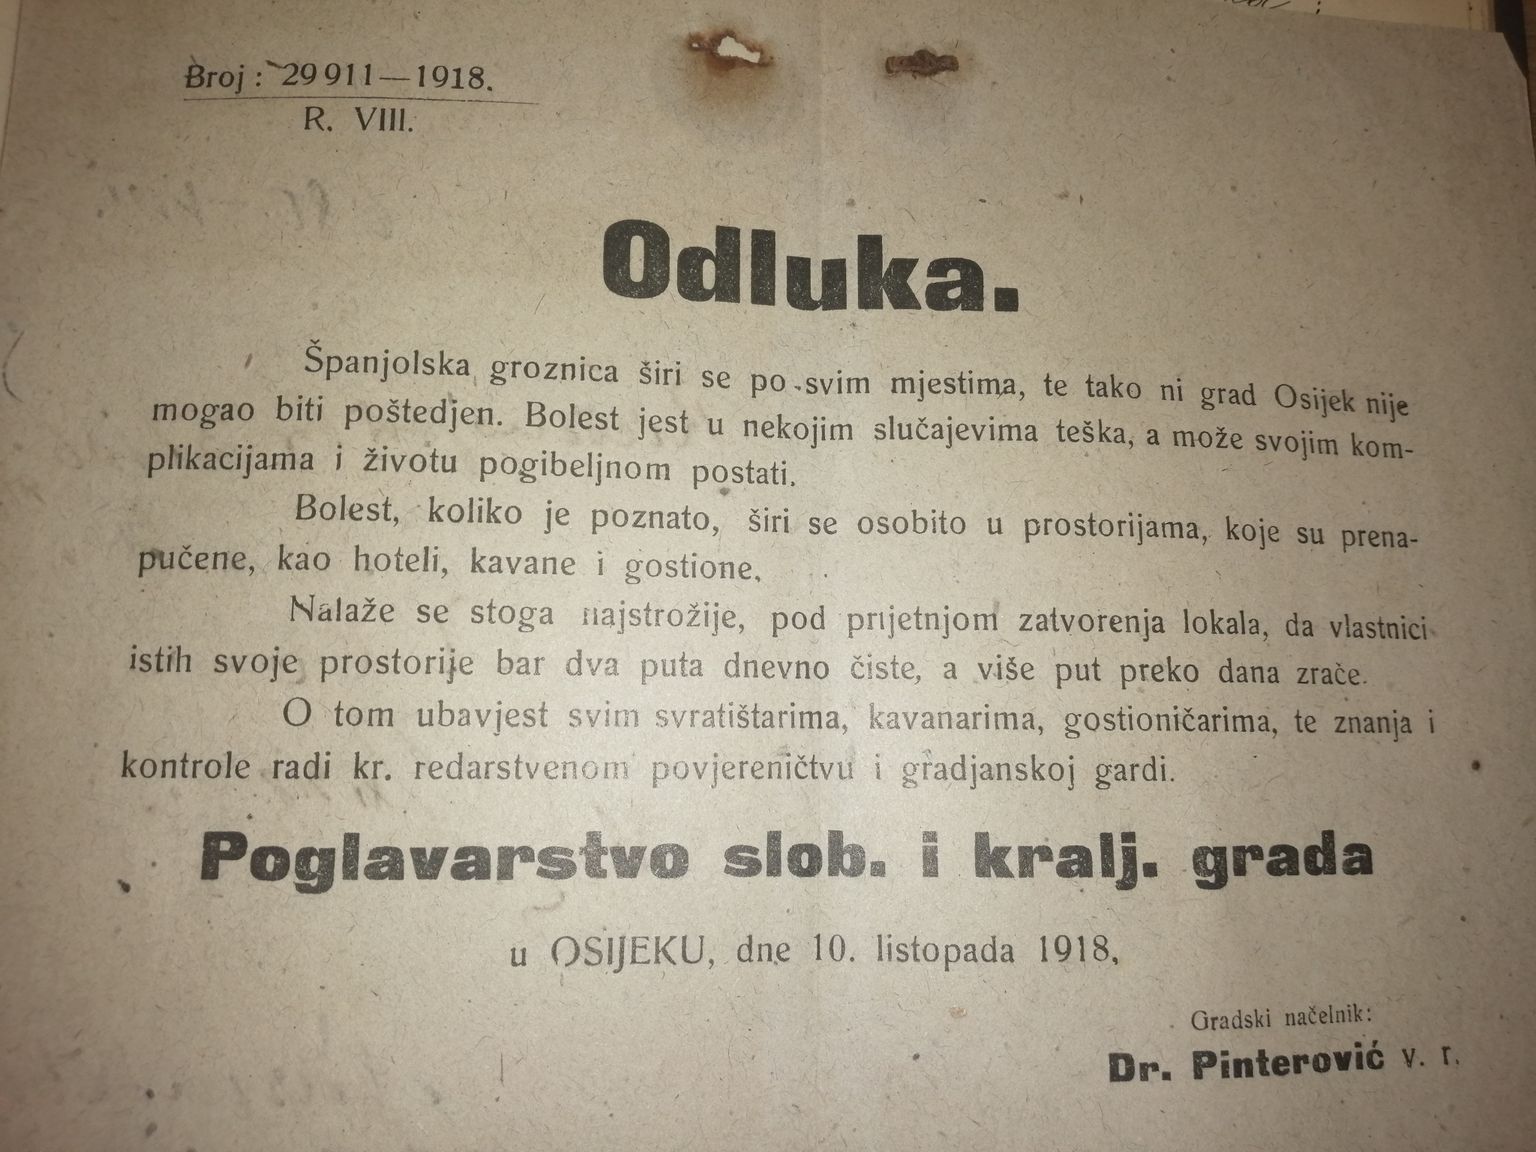 Broj: 29911—1918.
R. VIII.
Odluka.
Španjolska groznica širi se po svim mjestima, te tako ni grad Osijek nije
mogao biti poštedjen. Bolest jest u nekojim slučajevima teška, a može svojim kom-
plikacijama i životu pogibeljnom postati.
Bolest, koliko je poznato, širi se osobito u prostorijama, koje su prena-
pučene, kao hoteli, kavane i gostione.
Nalaže se stoga najstrožije, pod prijetnjom zatvorenja lokala, da vlastnici
istih svoje prostorije bar dva puta dnevno čiste, a više put preko dana zrače.
O tom ubavjest svim svratištarima, kavanarima, gostioničarima, te znanja i
kontrole radi kr. redarstvenom povjereničtvu i gradjanskoj gardi.
Poglavarstvo slob. i kralj. grada
u OSIJEKU, dne 10. listopada 1918,
Gradski načelnik:
Dr. Pinterović v. r.